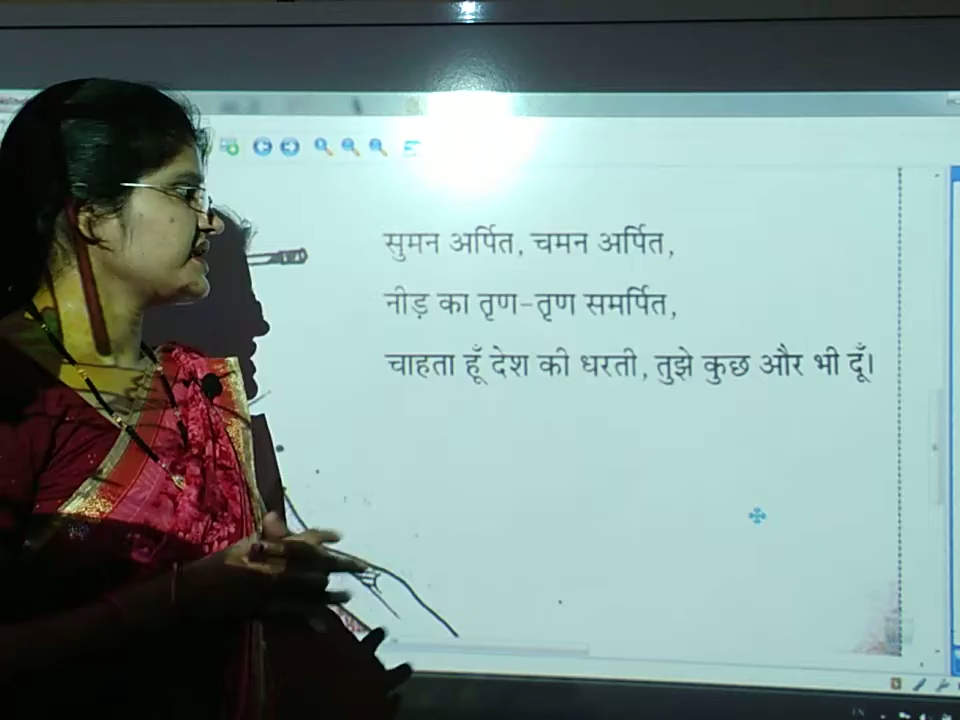 सुमन अर्पित, चमन अर्पित,
नीड़ का तृण-तृण समर्पित,
चाहता हूँ देश की धरती, तुझे कुछ और भी दूँ।